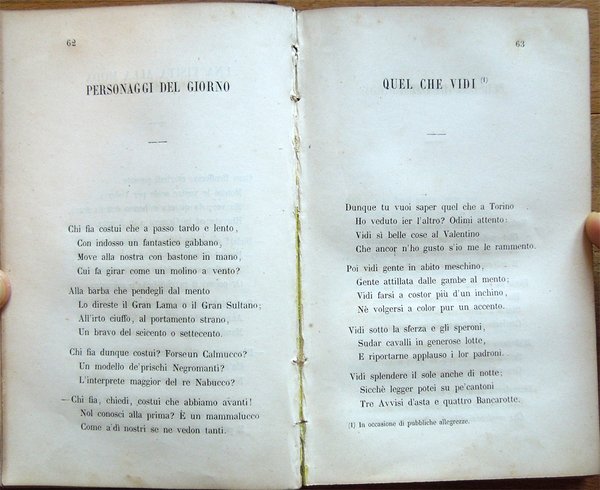 62
PERSONAGGI DEL GIORNO
Chi fia costui che a passo tardo e lento,
Con indosso un fantastico gabbano,
Move alla nostra con bastone in mano,
Cui fa girar come un molino a vento?
Alla barba che pendegli dal mento
Lo direste il Gran Lama o il Gran Sultano;
All'irto ciuffo, al portamento strano,
Un bravo del seicento o settecento.
Chi fia dunque costui? Forseun Calmucco?
Un modello de'prischi Negromanti?
L'interprete maggior del re Nabucco?
— Chi fia, chiedi, costui che abbiamo avanti!
Nol conosci alla prima? È un mammalucco
Come a'dì nostri se ne vedon tanti.
63
QUEL CHE VIDI (1)
Dunque tu vuoi saper quel che a Torino
Ho veduto ier l'altro? Odimi attento:
Vidi sì belle cose al Valentino
Che ancor n'ho gusto s'io me le rammento.
Poi vidi gente in abito meschino,
Gente attillata dalle gambe al mento;
Vidi farsi a costor più d'un inchino,
Nè volgersi a color pur un accento.
Vidi sotto la sferza e gli speroni,
Sudar cavalli in generose lotte,
E riportarne applauso i lor padroni.
Vidi splendere il sole anche di notte;
Sicchè legger potei su pe'cantoni
Tre Avvisi d'asta e quattro Bancarotte.
(1) In occasione di pubbliche allegrezze.